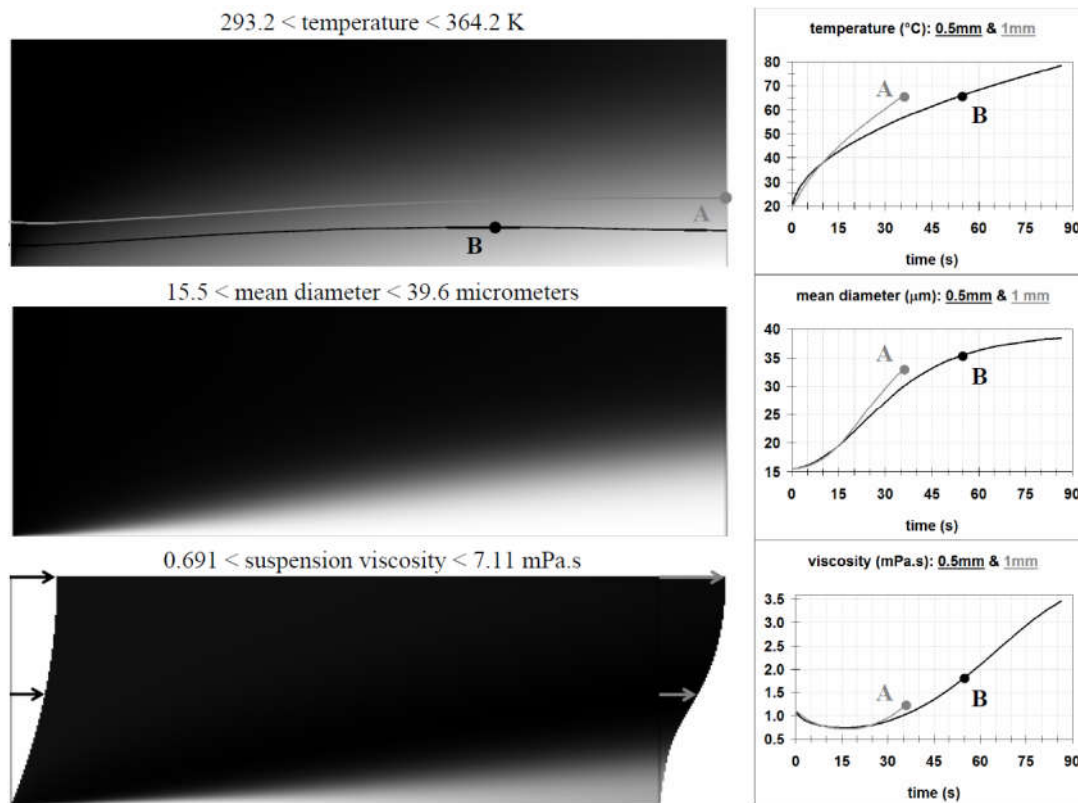 293.2 < temperature < 364.2 K
A
B
15.5 < mean diameter < 39.6 micrometers
0.691 < suspension viscosity < 7.11 mPa.s
temperature (°C): 0.5mm & 1mm
80
70
60
50
40
30
20
A
B
0 15 30 45 60 75 90
time (s)
mean diameter (μm): 0.5mm & 1 mm
40
35
30
25
20
15
A
B
0 15 30 45 60 75 90
time (s)
viscosity (mPa.s): 0.5mm & 1mm
3.5
3.0
2.5
2.0
1.5
1.0
0.5
A
B
0 15 30 45 60 75 90
time (s)